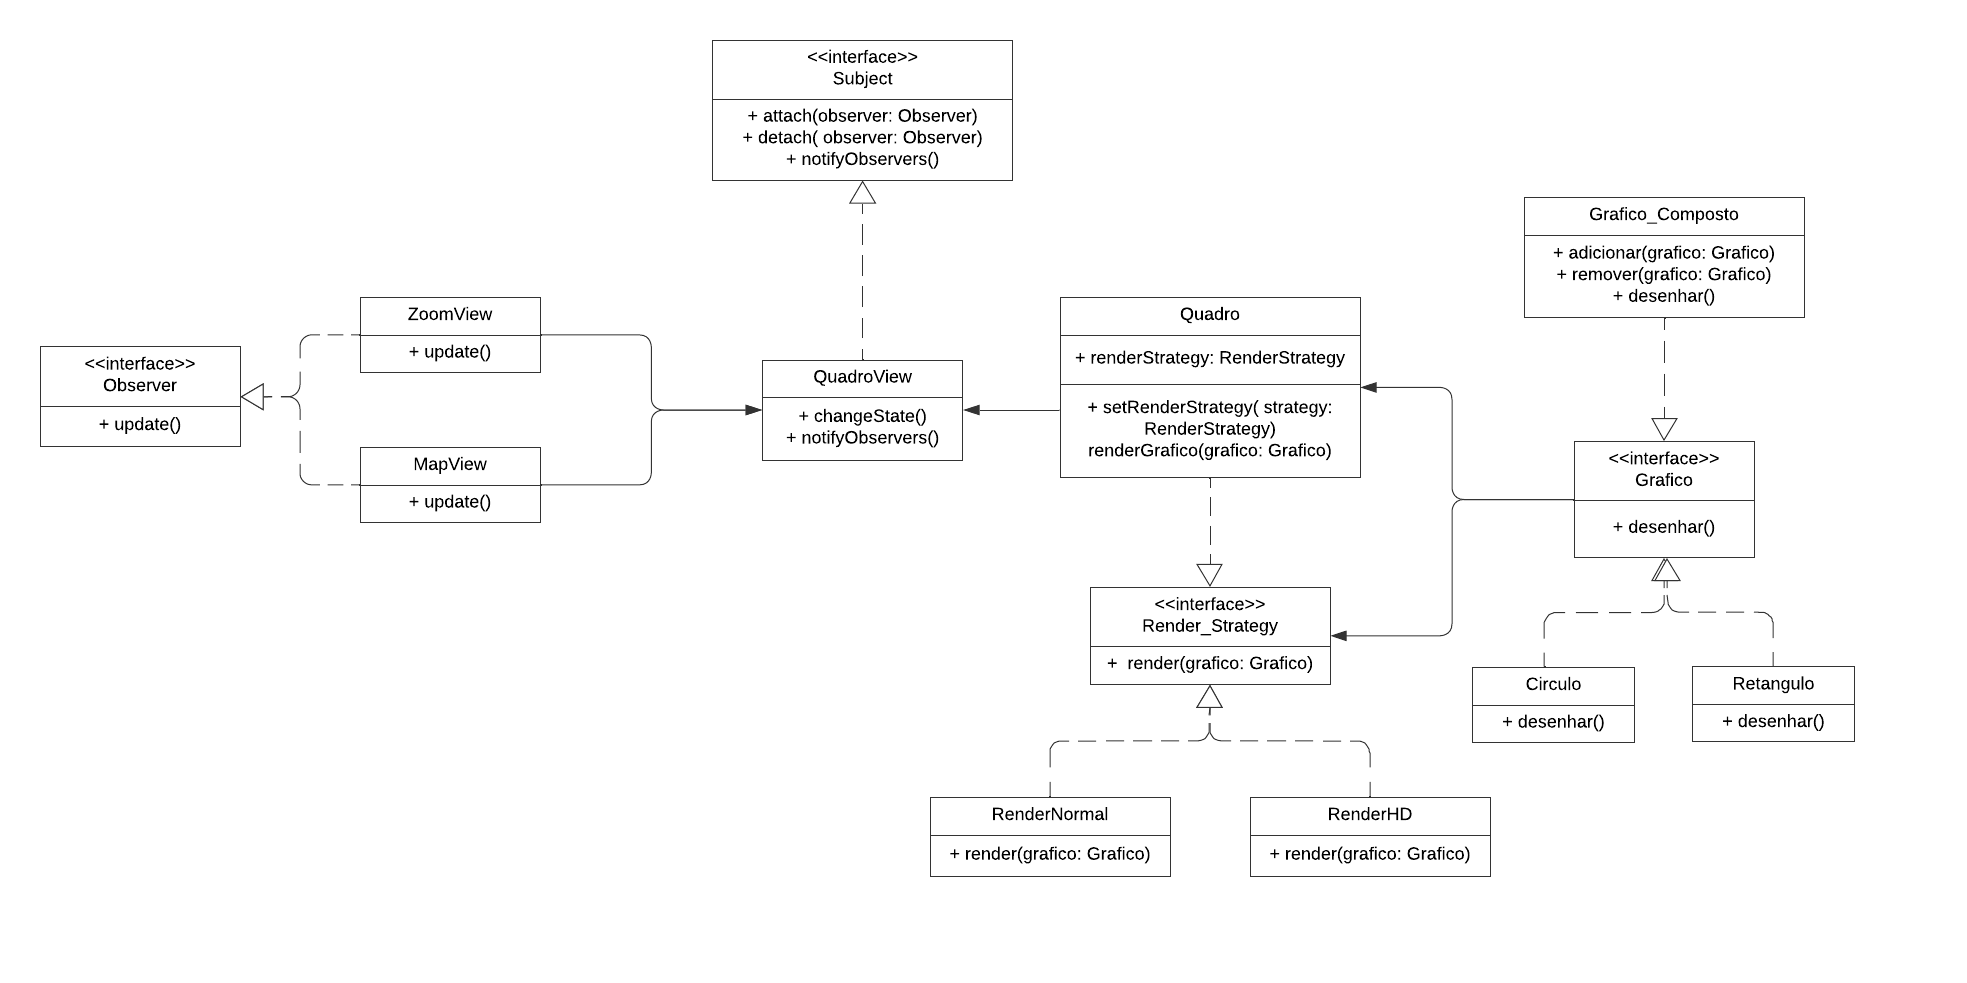 <<interface>>
Subject
+ attach(observer: Observer)
+ detach( observer: Observer)
+ notifyObservers()
Grafico_Composto
+ adicionar(grafico: Grafico)
+ remover(grafico: Grafico)
+ desenhar()
<<interface>>
Observer
+ update()
ZoomView
+ update()
MapView
+ update()
QuadroView
+ changeState()
+ notifyObservers()
Quadro
+ renderStrategy: RenderStrategy
+ setRenderStrategy( strategy:
RenderStrategy)
renderGrafico(grafico: Grafico)
<<interface>>
Grafico
+ desenhar()
<<interface>>
Render_Strategy
+  render(grafico: Grafico)
Circulo
+ desenhar()
Retangulo
+ desenhar()
RenderNormal
+ render(grafico: Grafico)
RenderHD
+ render(grafico: Grafico)